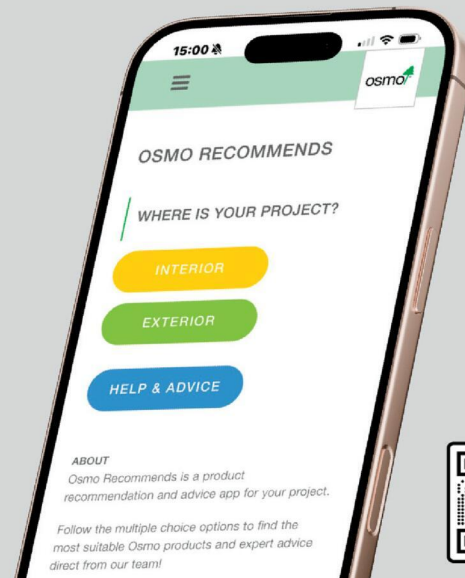 15:00
osmo
OSMO RECOMMENDS
WHERE IS YOUR PROJECT?
INTERIOR
EXTERIOR
HELP & ADVICE
ABOUT
Osmo Recommends is a product
recommendation and advice app for your project.
Follow the multiple choice options to find the
most suitable Osmo products and expert advice
direct from our team!